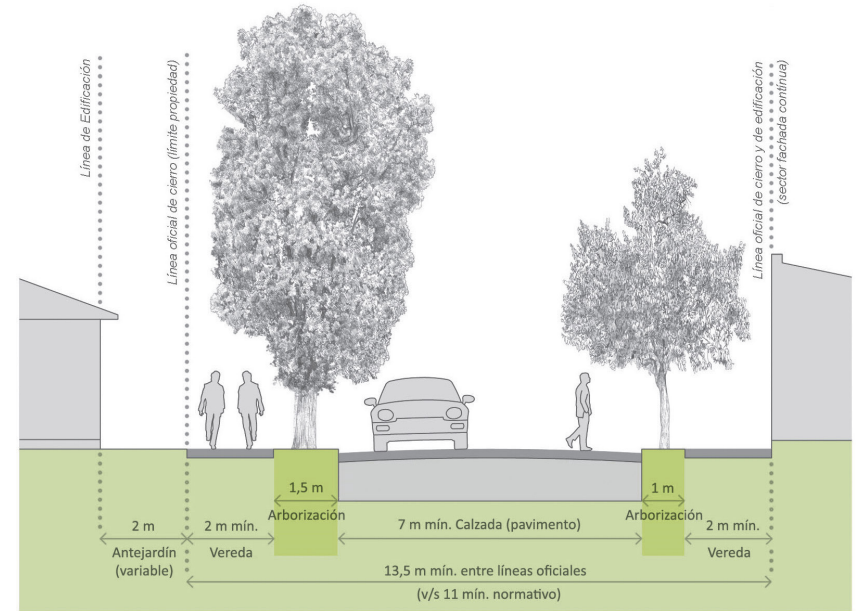 Línea de Edificación
Línea oficial de cierro (límite propiedad)
Línea oficial de cierro y de edificación
(sector fachada contínua)
1,5 m
Arborización
1 m
Arborización
2 m
Antejardín
(variable)
2 m mín.
Vereda
7 m mín. Calzada (pavimento)
2 m mín.
Vereda
13,5 m mín. entre líneas oficiales
(v/s 11 mín. normativo)